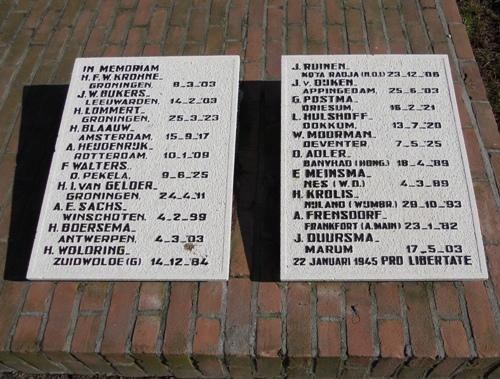 IN MEMORIAM
H.F.W. KROHNE.
GRONINGEN. 8-3-03
J.W. RIJKERS.
LEEUWARDEN. 14-2-03
H. LOMMERT.
GRONINGEN. 25-3-23
H. BLAAUW.
AMSTERDAM. 15-9-17
A. HEIJDENRIJK.
ROTTERDAM. 10-1-09
F. WALTERS.
O. PEKELA. 9-6-25
H.I. VAN GELDER.
GRONINGEN. 24-4-11
A.E. SACHS.
WINSCHOTEN. 4-2-99
H. BOERSEMA.
ANTWERPEN. 4-3-03
H. WOLDRING.
ZUIDWOLDE (G) 14-12-84
J. RUINEN.
KOTA RADJA (N.O.I) 23-12-06
J.v. DIJKEN.
APPINGEDAM. 25-6-03
G. POSTMA.
DRIESUM. 16-2-21
L. HULSHOFF.
DOKKUM. 13-7-20
W. MOORMAN.
DEVENTER. 7-5-25
D. ADLER.
BANVHAD (HONG.) 18-4-89
E. MEINSMA.
NES (W.D.) 4-3-89
H. KROLIS.
NIJLAND (WIJMBR.) 29-10-93
A. FRENSDORF.
FRANKFORT (A.MAIN) 23-1-82
J. DUURSMA.
MARUM 17-5-03
22 JANUARI 1945 PRO LIBERTATE